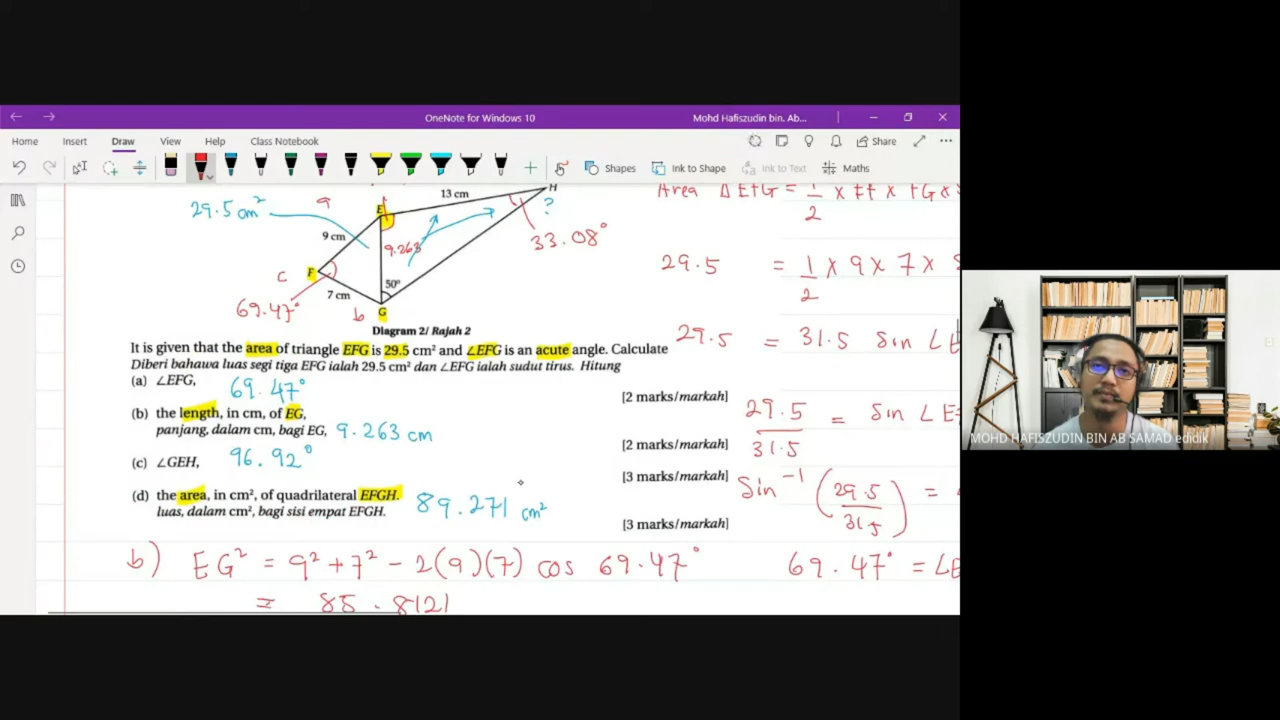 OneNote for Windows 10
Mohd Hafiszudin bin. Ab...
Home Insert Draw View Help Class Notebook
Share
Shapes Ink to Shape Ink to Text Maths
29.5 cm²
a
E
13 cm
H
?
9 cm
9.263
33.08°
c
F
50°
7 cm
69.47°
b
G
Diagram 2/ Rajah 2
It is given that the area of triangle EFG is 29.5 cm² and ∠EFG is an acute angle. Calculate
Diberi bahawa luas segi tiga EFG ialah 29.5 cm² dan ∠EFG ialah sudut tirus. Hitung
(a) ∠EFG, 69.47°
[2 marks/markah]
(b) the length, in cm, of EG,
panjang, dalam cm, bagi EG, 9.263 cm
[2 marks/markah]
(c) ∠GEH, 96.92°
[3 marks/markah]
(d) the area, in cm², of quadrilateral EFGH.
luas, dalam cm², bagi sisi empat EFGH. 89.271 cm²
[3 marks/markah]
b) EG² = 9² + 7² - 2(9)(7) cos 69.47°
= 85.8121
Area Δ EFG = 1/2 × EF × FG ×
29.5 = 1/2 × 9 × 7 ×
29.5 = 31.5 Sin ∠E
29.5/31.5 = Sin ∠E
Sin⁻¹ (29.5/31.5) =
69.47° = ∠E
MOHD HAFISZUDIN BIN AB SAMAD edidik